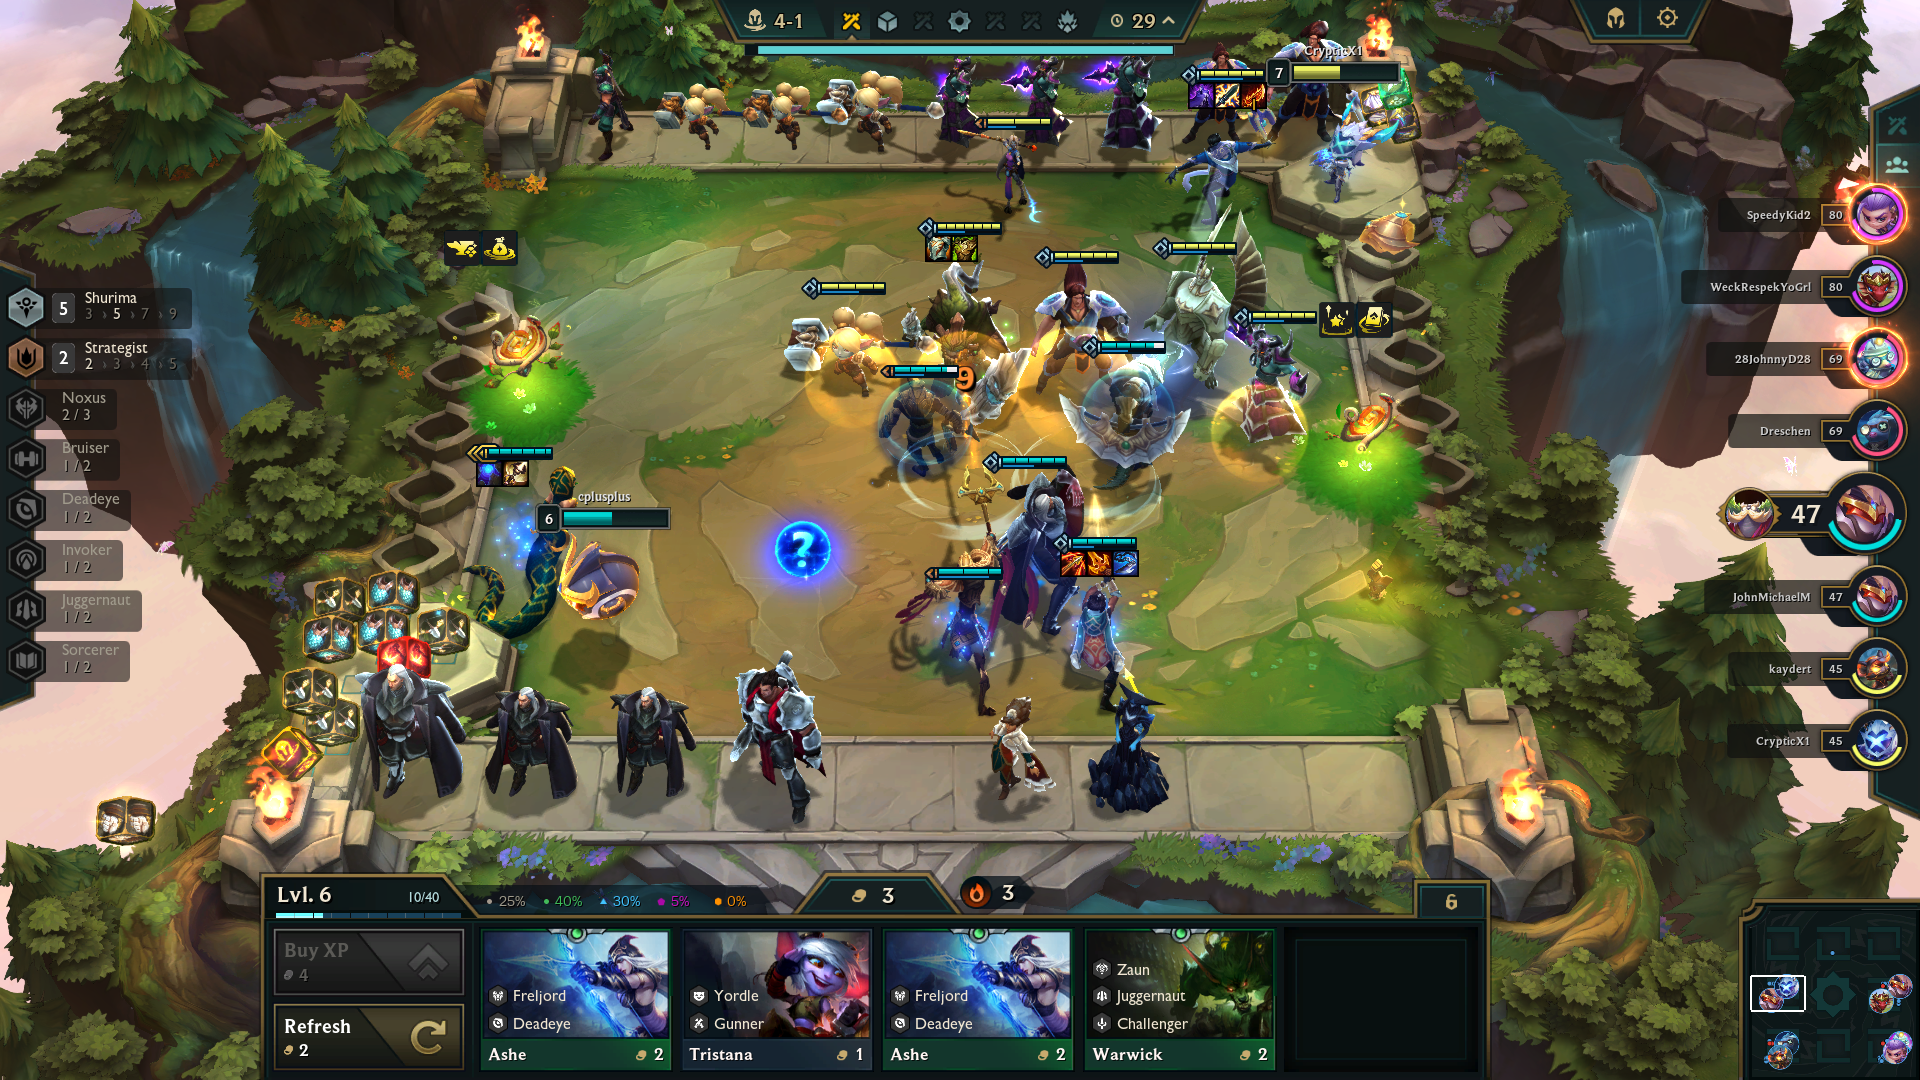 4-1
29
CrypticX1
7
SpeedyKid2 80
WeckRespekYoGrl 80
28JohnnyD28 69
Dreschen 69
47
JohnMichaelM 47
kaydert 45
CrypticX1 45
5 Shurima
3 › 5 › 7 › 9
2 Strategist
2 › 3 › 4 › 5
Noxus
2 / 3
Bruiser
1 / 2
Deadeye
1 / 2
Invoker
1 / 2
Juggernaut
1 / 2
Sorcerer
1 / 2
9
cplusplus
6
?
Lvl. 6
10/40
25%
40%
30%
5%
0%
3
3
6
Buy XP
4
Refresh
2
Freljord
Deadeye
Ashe 2
Yordle
Gunner
Tristana 1
Freljord
Deadeye
Ashe 2
Zaun
Juggernaut
Challenger
Warwick 2